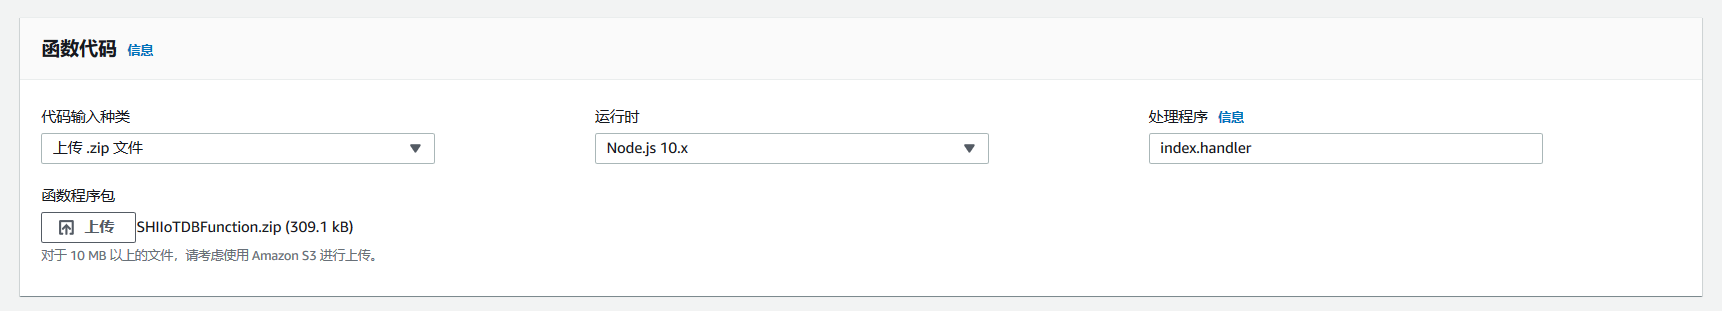 函数代码 信息
代码输入种类
上传 .zip 文件
运行时
Node.js 10.x
处理程序 信息
index.handler
函数程序包
上传 SHIIoTDBFunction.zip (309.1 kB)
对于 10 MB 以上的文件，请考虑使用 Amazon S3 进行上传。